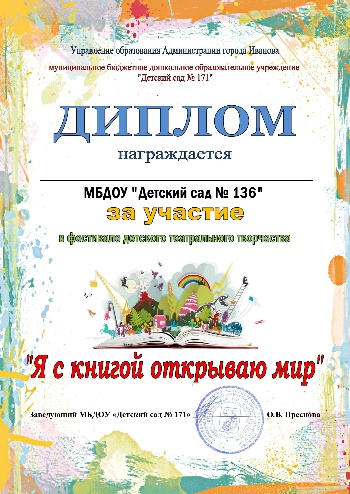 Управление образования Администрации города Иванова
муниципальное бюджетное дошкольное образовательное учреждение
"Детский сад № 171"
ДИПЛОМ
награждается
МБДОУ "Детский сад № 136"
за участие
в фестивале детского театрального творчества
"Я с книгой открываю мир"
Заведующий МБДОУ «Детский сад № 171» О.В. Преснова